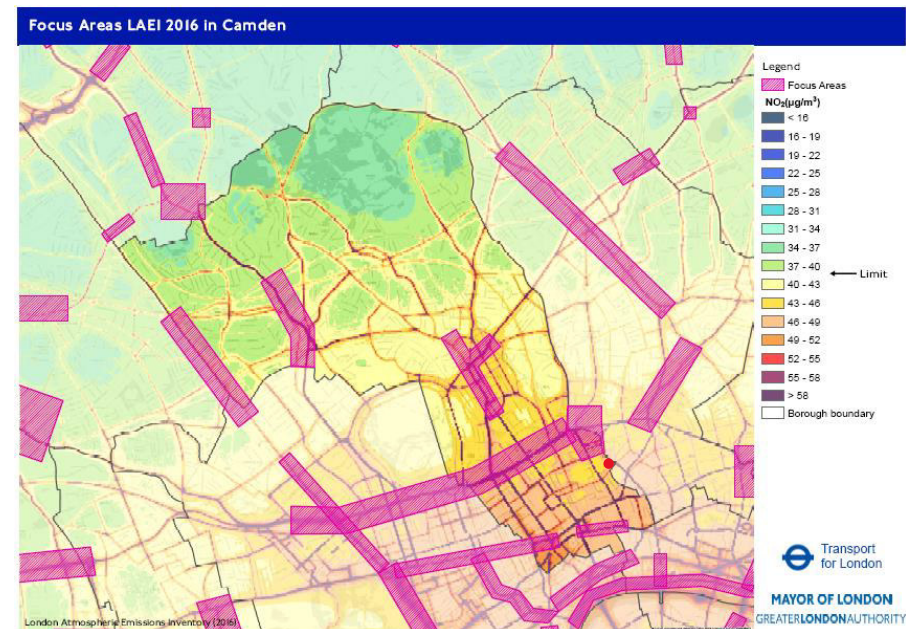 Focus Areas LAEI 2016 in Camden
Legend
Focus Areas
NO₂(µg/m³)
< 16
16 - 19
19 - 22
22 - 25
25 - 28
28 - 31
31 - 34
34 - 37
37 - 40
Limit
40 - 43
43 - 46
46 - 49
49 - 52
52 - 55
55 - 58
> 58
Borough boundary
Transport
for London
MAYOR OF LONDON
GREATERLONDONAUTHORITY
London Atmospheric Emissions Inventory (2016)